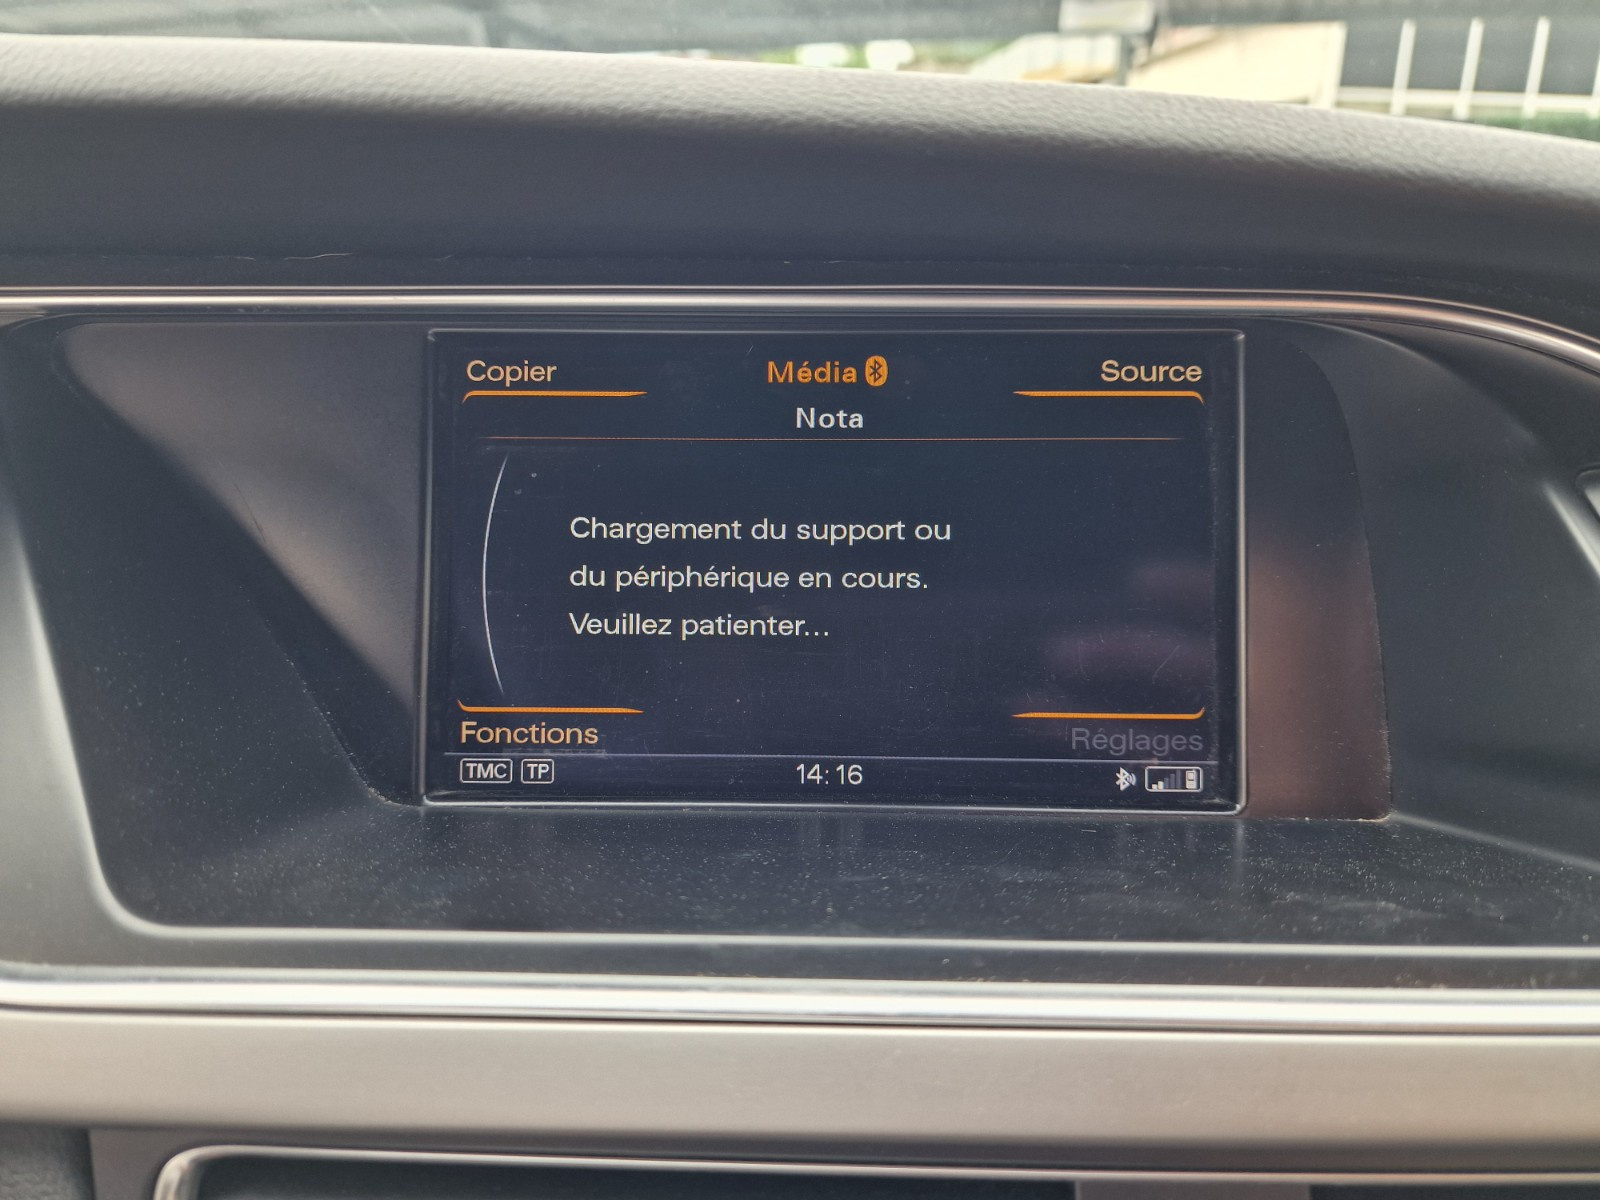 Copier
Média
Source
Nota
Chargement du support ou
du périphérique en cours.
Veuillez patienter...
Fonctions
Réglages
TMC TP
14:16